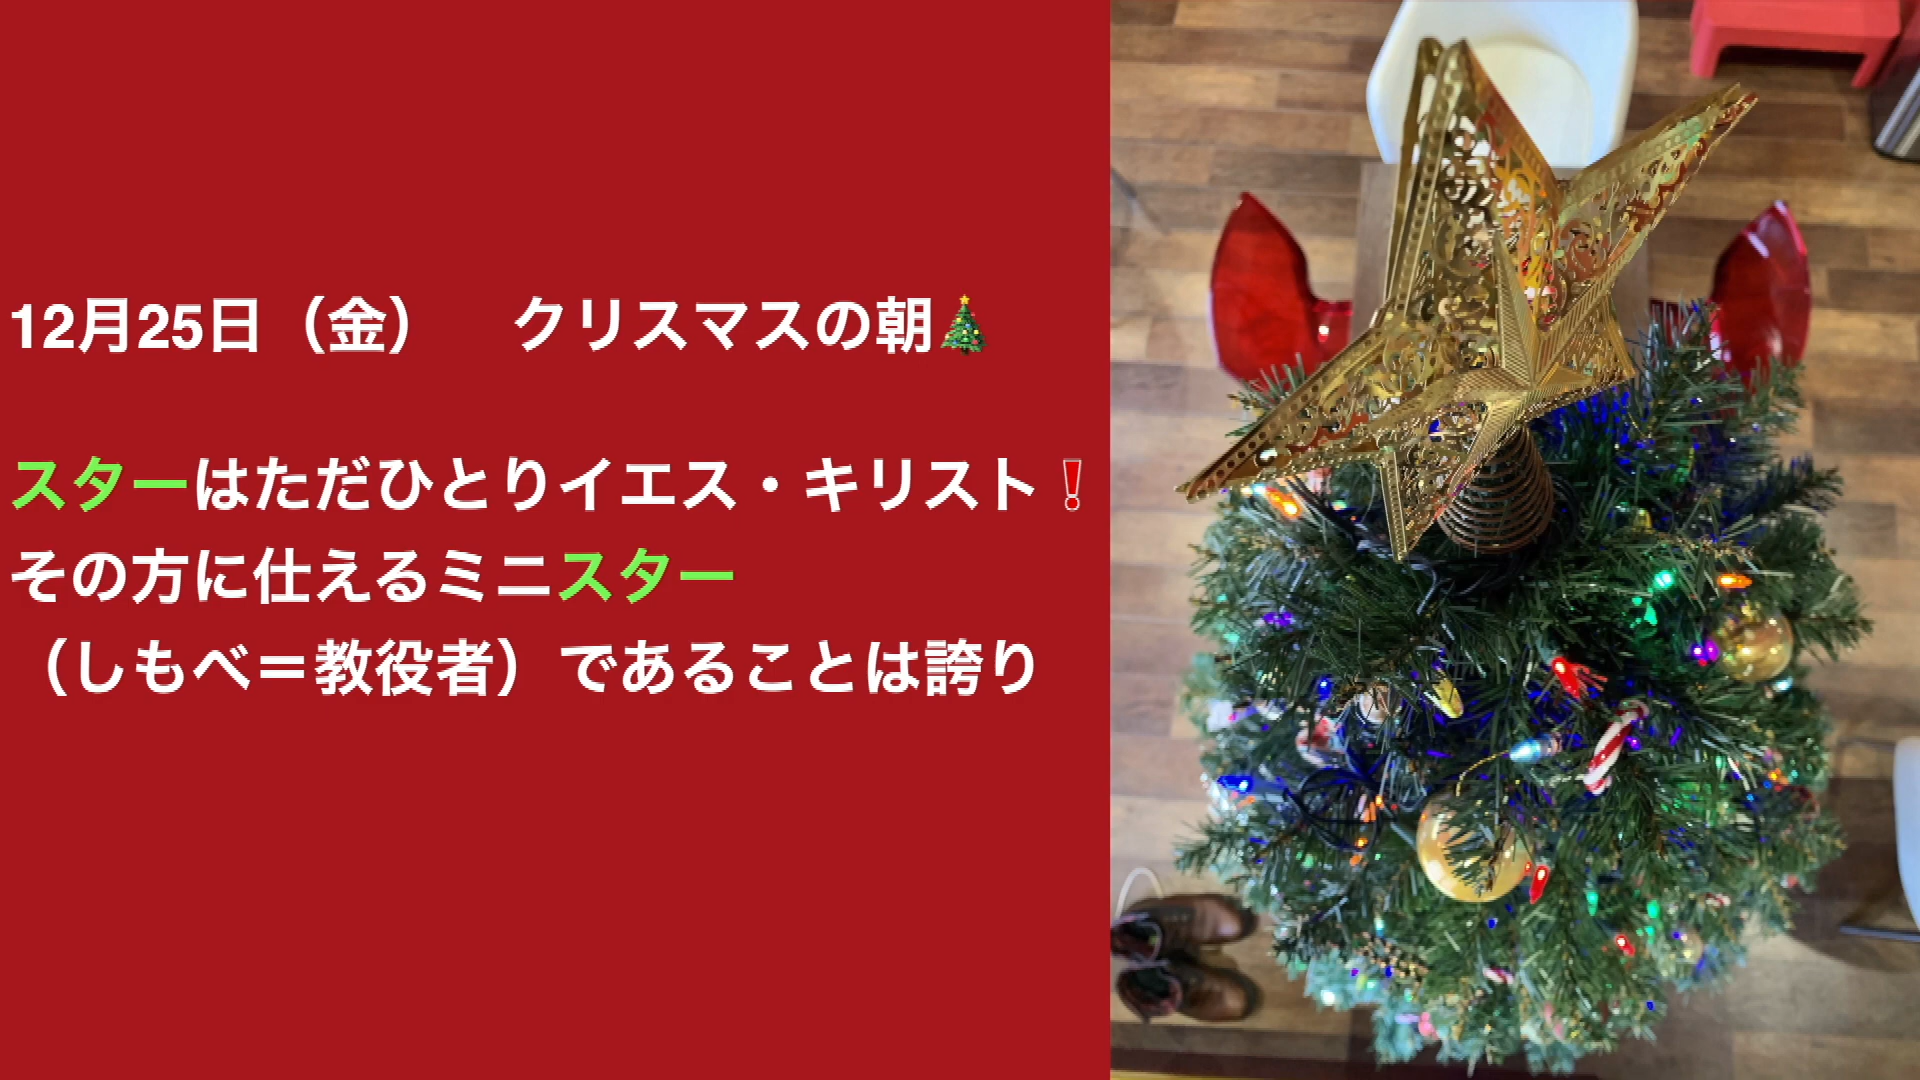 12月25日（金）　クリスマスの朝🎄
スターはただひとりイエス・キリスト❗
その方に仕えるミニスター
（しもべ＝教役者）であることは誇り